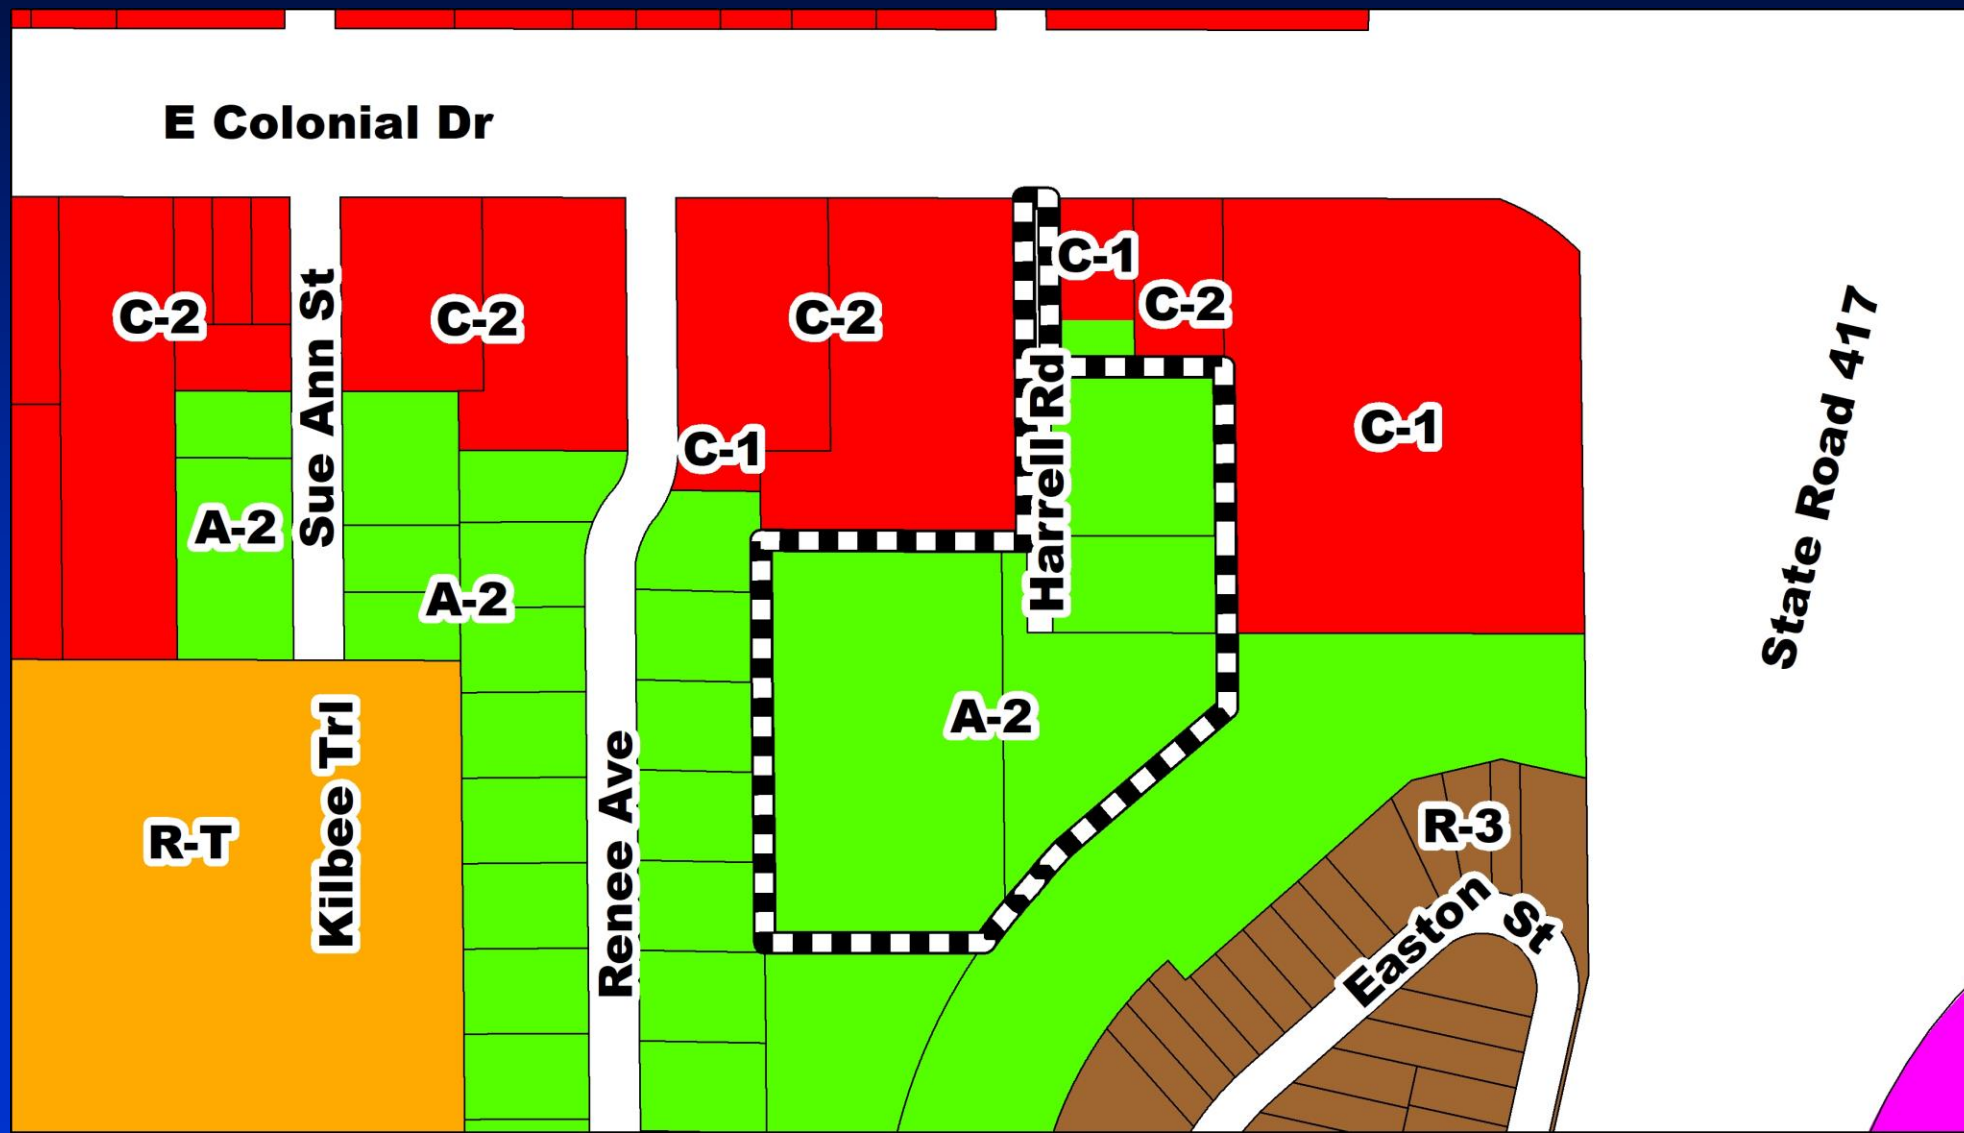 E Colonial Dr
C-1
C-2
C-2
C-2
C-2
Sue Ann St
C-1
C-1
Harrell Rd
State Road 417
A-2
A-2
A-2
Kilbee Trl
Renee Ave
R-T
R-3
Easton St